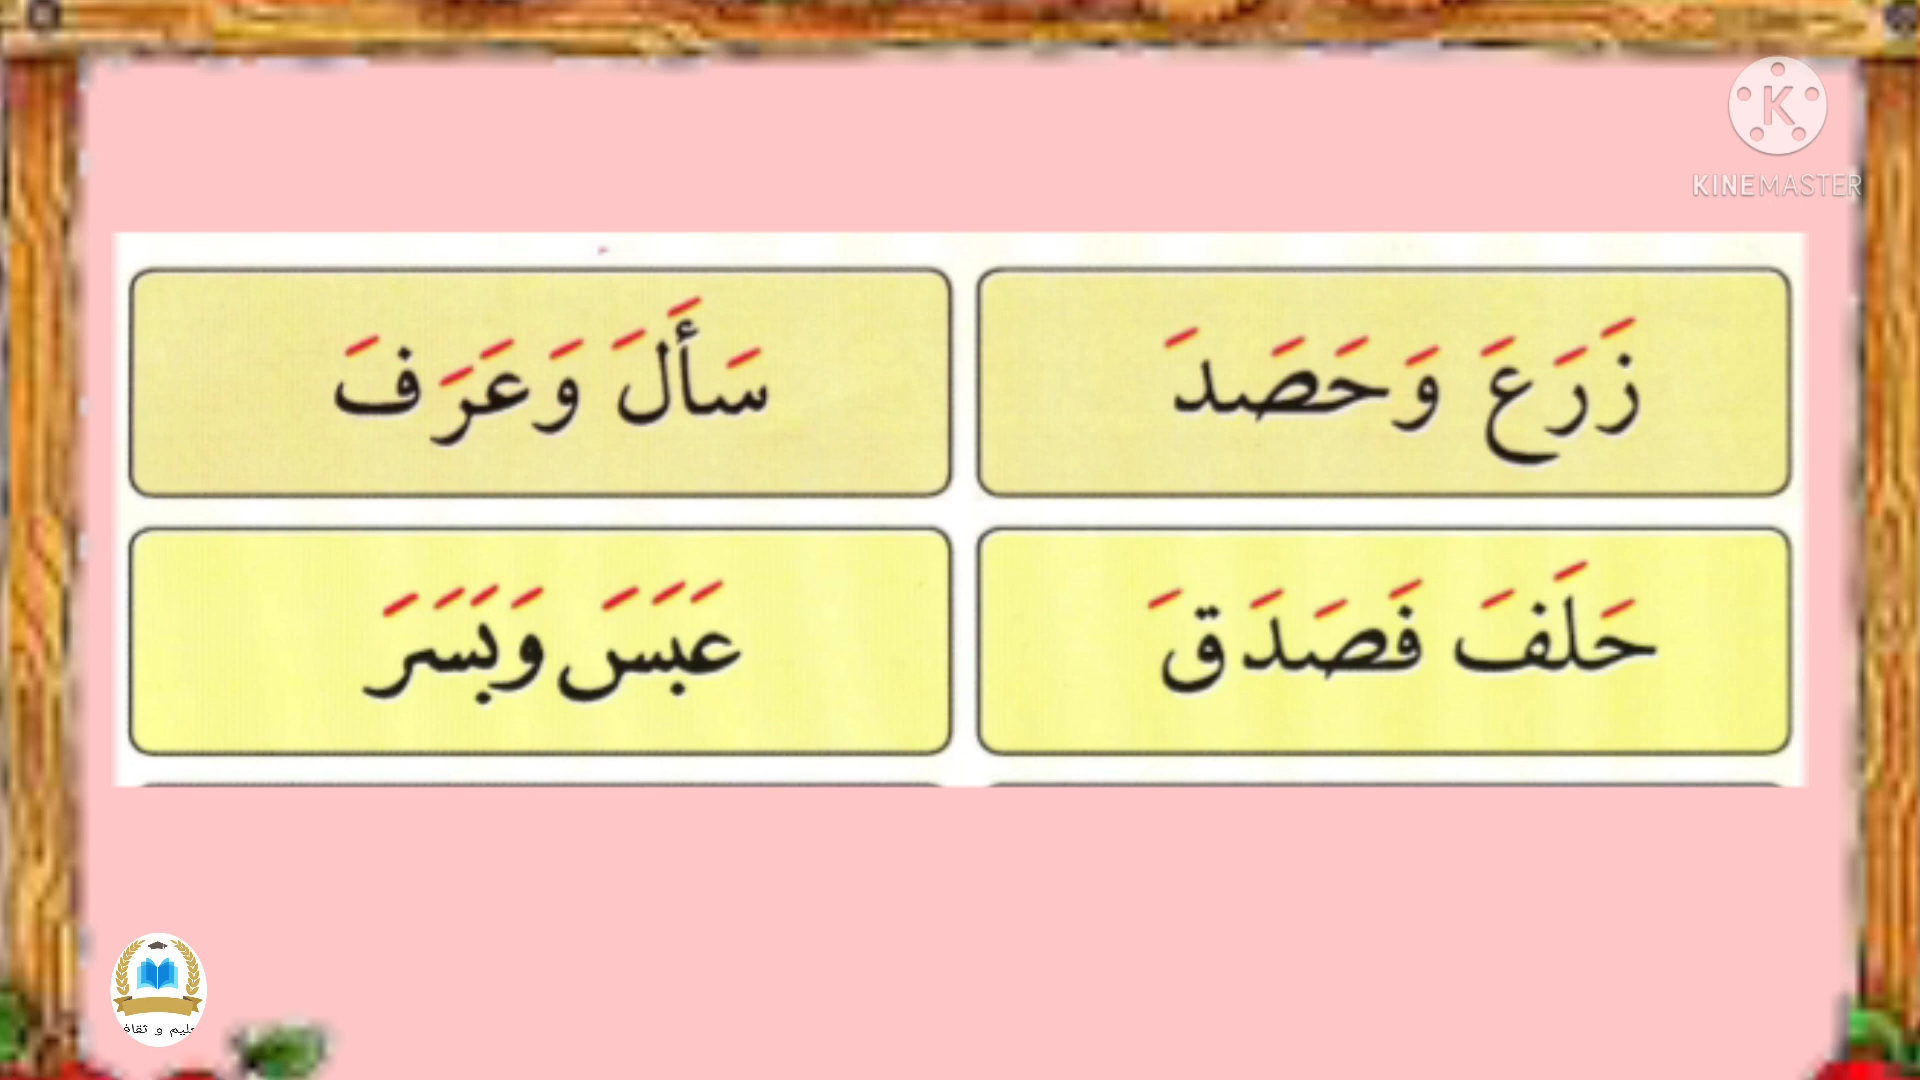 KINEMASTER
زَرَعَ وَحَصَدَ
سَأَلَ وَعَرَفَ
حَلَفَ فَصَدَقَ
عَبَسَ وَبَسَرَ
و